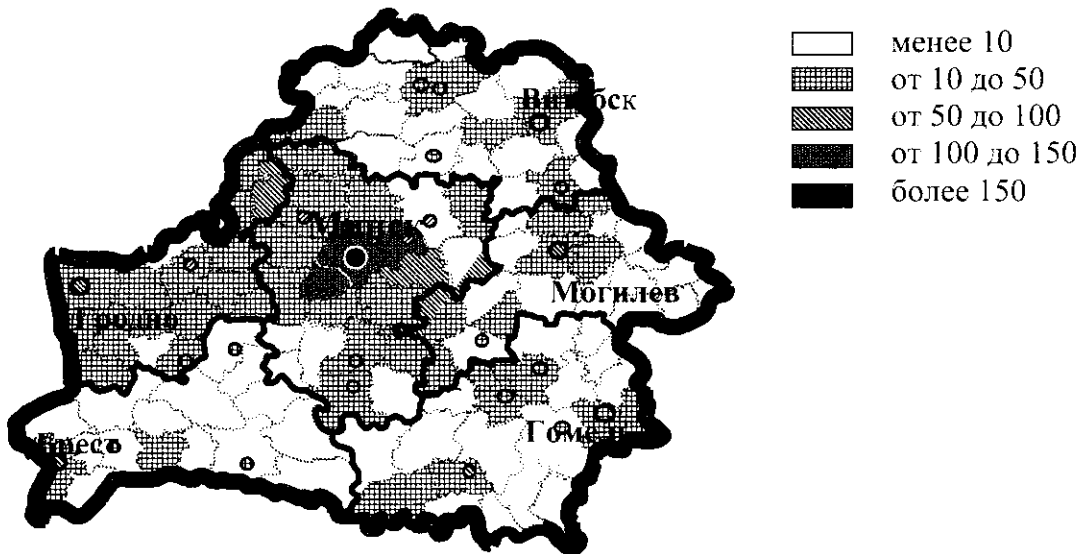 менее 10
от 10 до 50
от 50 до 100
от 100 до 150
более 150
Витебск
Минск
Могилев
Гродно
Гомель
Брест